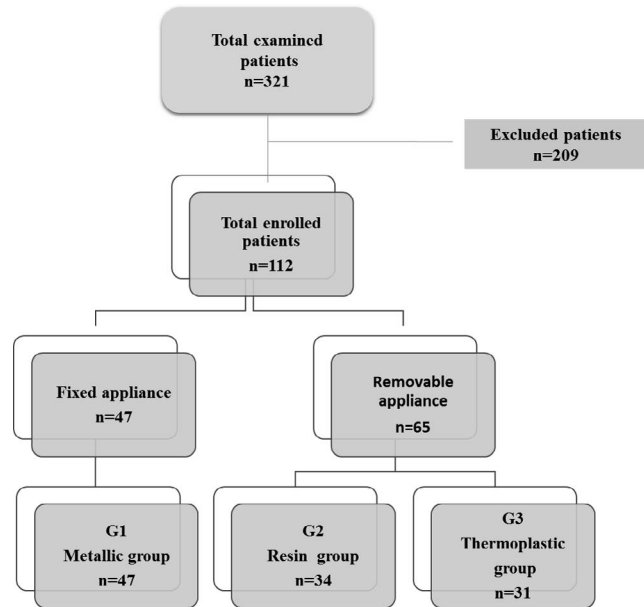 Total examined
patients
n=321
Excluded patients
n=209
Total enrolled
patients
n=112
Fixed appliance
n=47
Removable
appliance
n=65
G1
Metallic group
n=47
G2
Resin group
n=34
G3
Thermoplastic
group
n=31